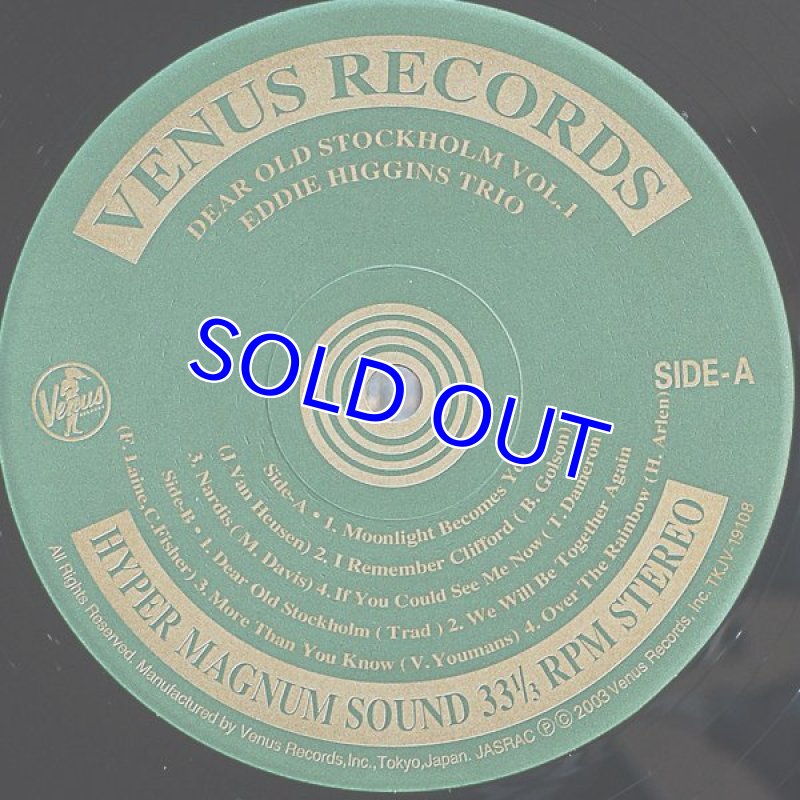 VENUS RECORDS
DEAR OLD STOCKHOLM VOL.1
EDDIE HIGGINS TRIO
SOLD OUT
SIDE-A
Venus
RECORDS
Side-A • 1. Moonlight Becomes
(J. Van Heusen) 2. I Remember Clifford ( B. Golson)
3. Nardis ( M. Davis) 4. If You Could See Me Now ( T. Dameron
Side-B • 1. Dear Old Stockholm ( Trad ) 2. We Will Be Together Again
(F. Laine.C.Fisher) 3. More Than You Know ( V. Youmans) 4. Over The Rainbow ( H. Arlen)
HYPER MAGNUM SOUND 33⅓ RPM STEREO
All Rights Reserved. Manufactured by Venus Records,Inc.,Tokyo,Japan. JASRAC ℗ © 2003 Venus Records, Inc. TKJV-19108